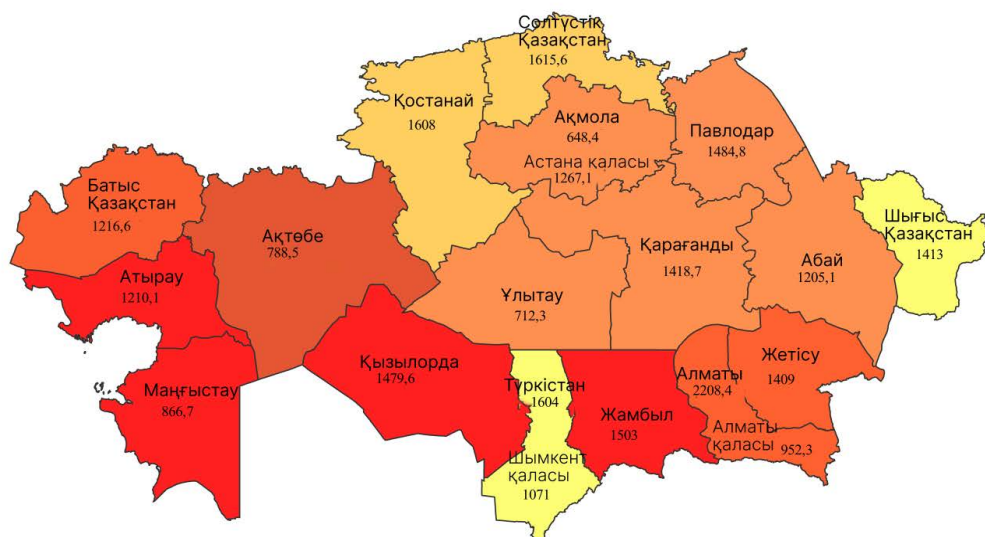 Солтүстік
Қазақстан
1615,6
Қостанай
1608
Ақмола
648,4
Астана қаласы
1267,1
Павлодар
1484,8
Батыс
Қазақстан
1216,6
Ақтөбе
788,5
Атырау
1210,1
Маңғыстау
866,7
Шығыс
Қазақстан
1413
Қарағанды
1418,7
Абай
1205,1
Ұлытау
712,3
Қызылорда
1479,6
Түркістан
1604
Жамбыл
1503
Алматы
2208,4
Жетісу
1409
Алматы
қаласы
952,3
Шымкент
қаласы
1071